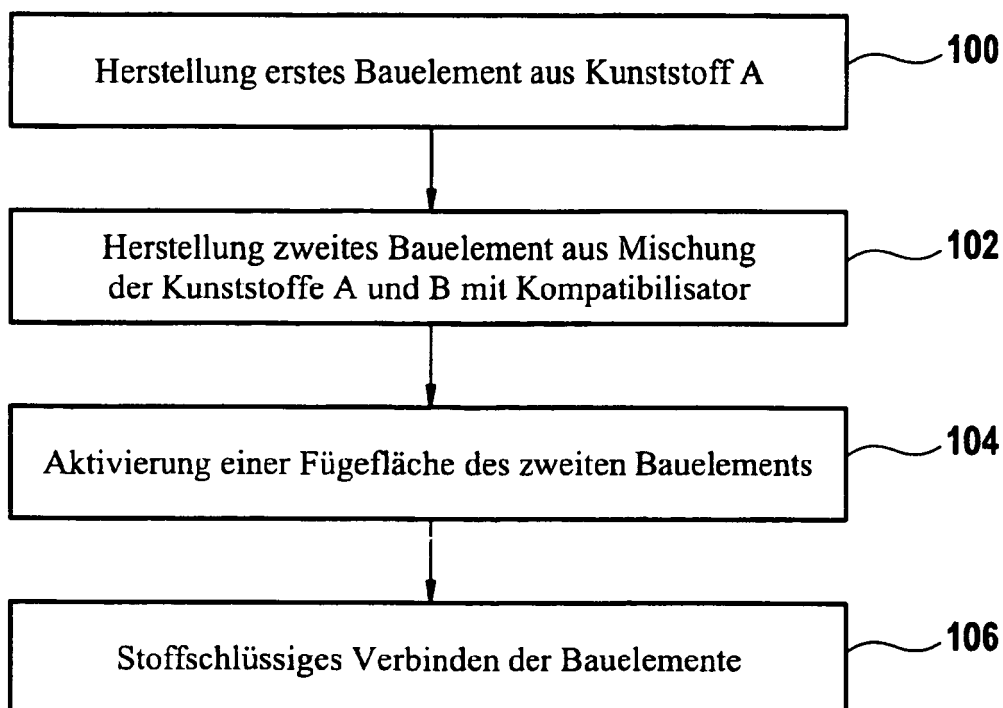 Herstellung erstes Bauelement aus Kunststoff A
100
Herstellung zweites Bauelement aus Mischung
der Kunststoffe A und B mit Kompatibilisator
102
Aktivierung einer Fügefläche des zweiten Bauelements
104
Stoffschlüssiges Verbinden der Bauelemente
106